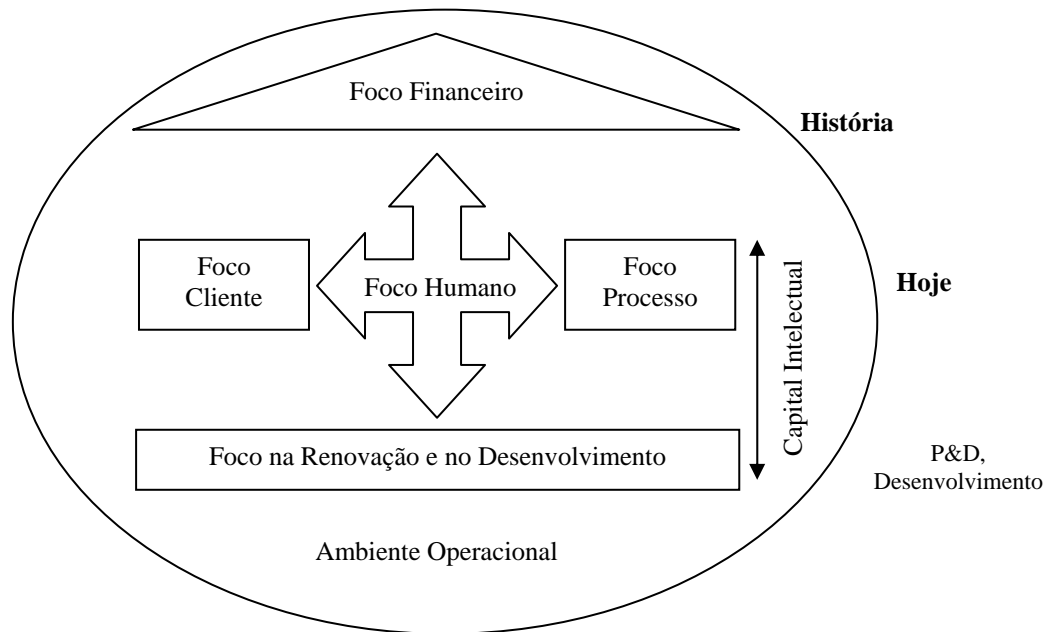 Foco Financeiro
História
Foco
Cliente
Foco Humano
Foco
Processo
Hoje
Capital Intelectual
Foco na Renovação e no Desenvolvimento
P&D,
Desenvolvimento
Ambiente Operacional